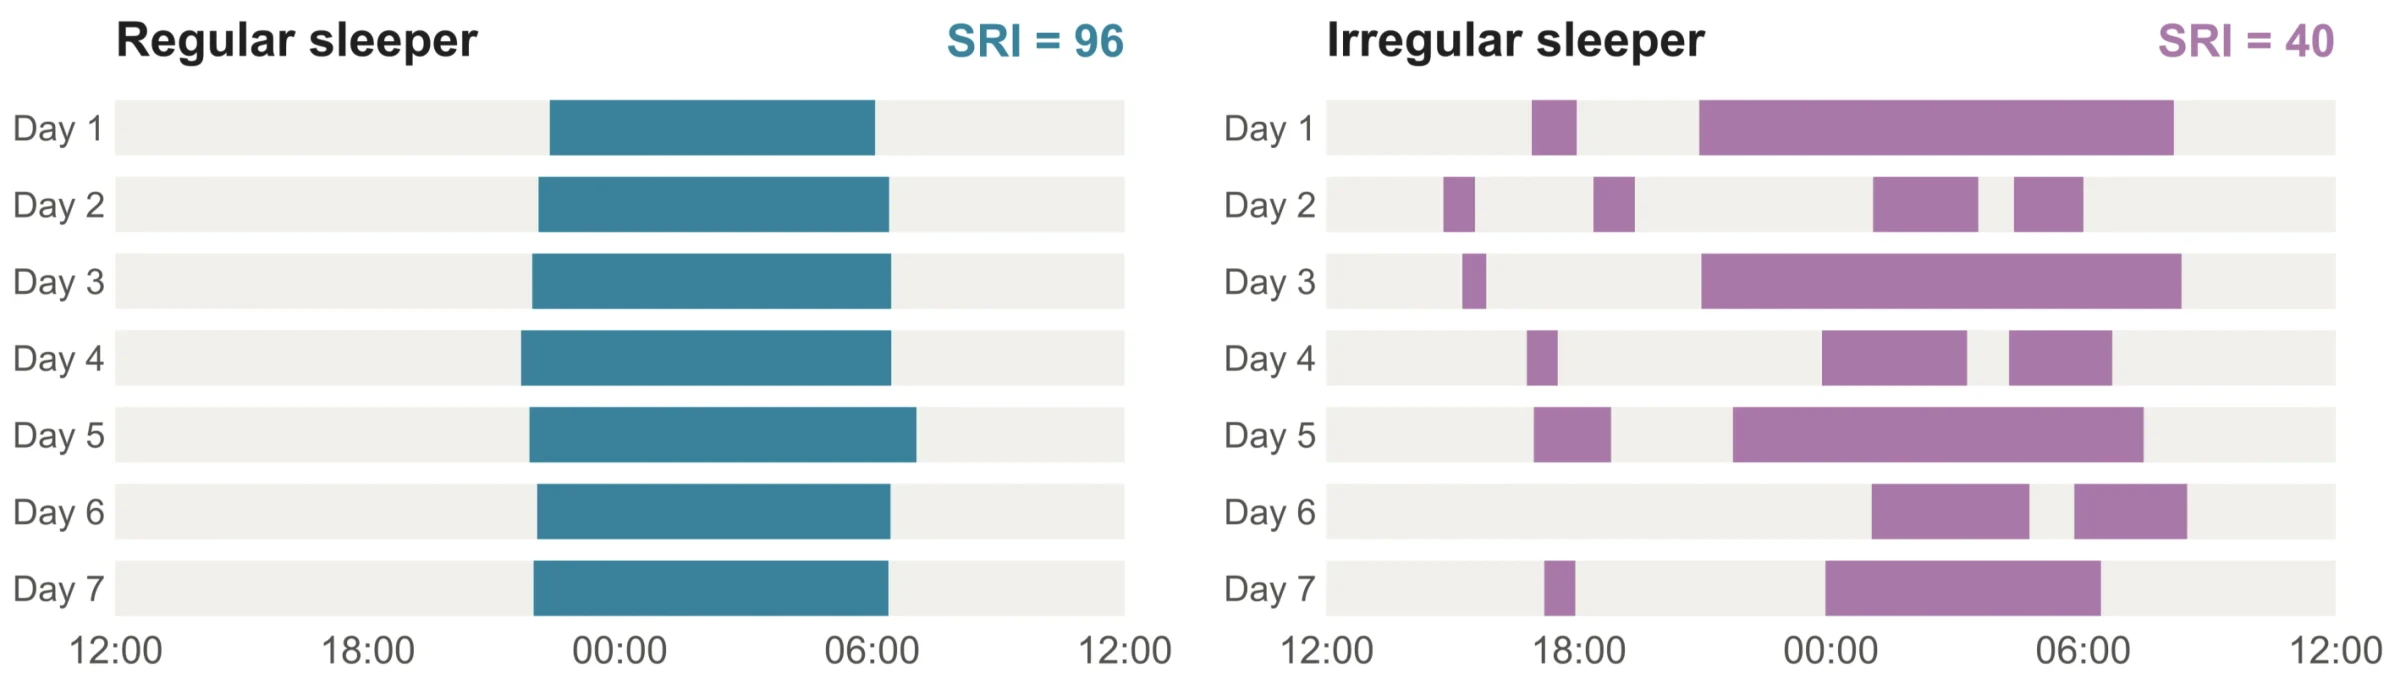 Regular sleeper
SRI = 96
Day 1
Day 2
Day 3
Day 4
Day 5
Day 6
Day 7
12:00 18:00 00:00 06:00 12:00
Irregular sleeper
SRI = 40
Day 1
Day 2
Day 3
Day 4
Day 5
Day 6
Day 7
12:00 18:00 00:00 06:00 12:00